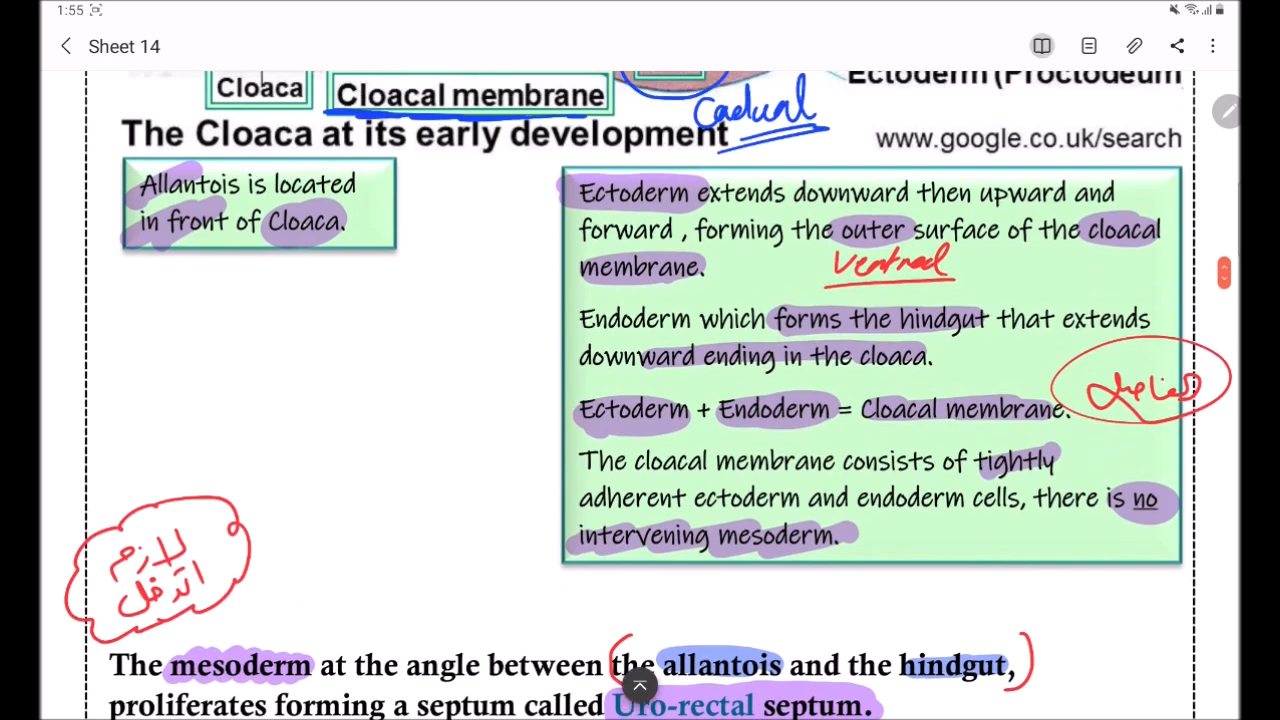 1:55
Sheet 14
Cloaca
Cloacal membrane
Ectoderm (Proctodeum
Cadual
The Cloaca at its early development
www.google.co.uk/search
Allantois is located
in front of Cloaca.
Ectoderm extends downward then upward and
forward , forming the outer surface of the cloacal
membrane.
Ventral
Endoderm which forms the hindgut that extends
downward ending in the cloaca.
Ectoderm + Endoderm = Cloacal membrane.
The cloacal membrane consists of tightly
adherent ectoderm and endoderm cells, there is no
intervening mesoderm.
لازم
اتدخل
The mesoderm at the angle between the allantois and the hindgut,
proliferates forming a septum called Uro-rectal septum.